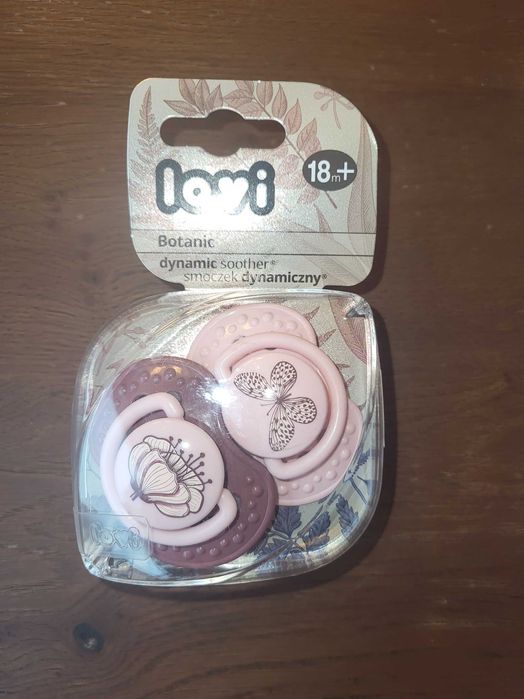 lovi
18m+
Botanic
dynamic soother®
smoczek dynamiczny®